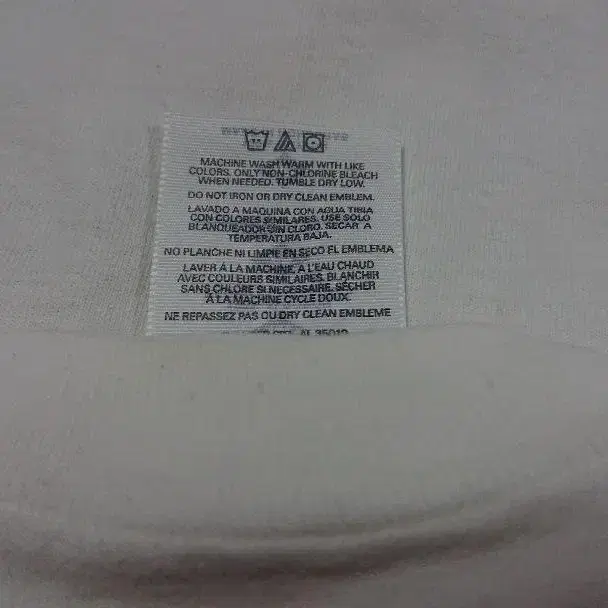 MACHINE WASH WARM WITH LIKE
COLORS. ONLY NON-CHLORINE BLEACH
WHEN NEEDED. TUMBLE DRY LOW.
DO NOT IRON OR DRY CLEAN EMBLEM.
LAVADO A MAQUINA CON AGUA TIBIA
CON COLORES SIMILARES. USE SOLO
BLANQUEADOR SIN CLORO. SECAR A
TEMPERATURA BAJA.
NO PLANCHE NI LIMPIE EN SECO EL EMBLEMA
LAVER À LA MACHINE, A L'EAU CHAUD
AVEC COULEURS SIMILAIRES. BLANCHIR
SANS CHLORE SI NECESSAIRE. SÉCHER
À LA MACHINE CYCLE DOUX.
NE REPASSEZ PAS OU DRY CLEAN EMBLEME
AL 35010